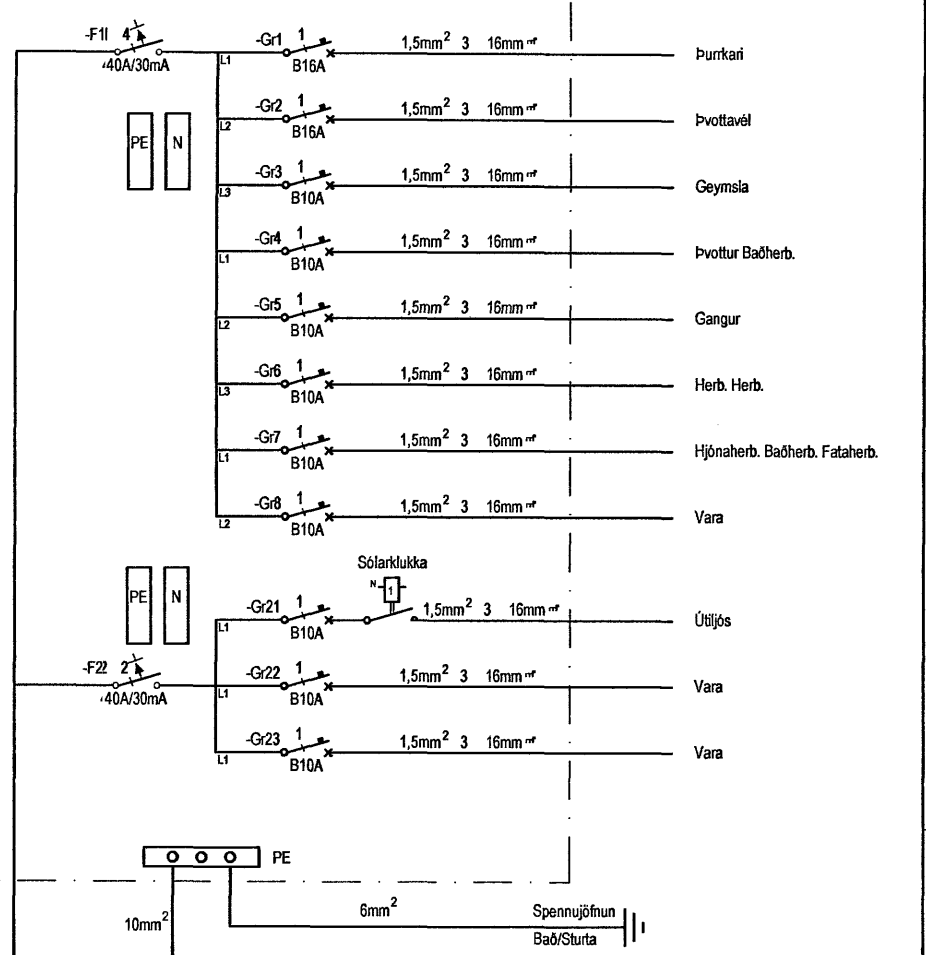 -F11 4 -Gr1 1 1,5mm² 3 16mm Þurrkari
40A/30mA L1 B16A
-Gr2 1 1,5mm² 3 16mm Þvottavél
L2 B16A
PE N
-Gr3 1 1,5mm² 3 16mm Geymsla
L3 B10A
-Gr4 1 1,5mm² 3 16mm Þvottur Baðherb.
L1 B10A
-Gr5 1 1,5mm² 3 16mm Gangur
L2 B10A
-Gr6 1 1,5mm² 3 16mm Herb. Herb.
L3 B10A
-Gr7 1 1,5mm² 3 16mm Hjónaherb. Baðherb. Fataherb.
L1 B10A
-Gr8 1 1,5mm² 3 16mm Vara
L2 B10A
Sólarklukka
PE N
N 1
-Gr21 1 1,5mm² 3 16mm Útiljós
L1 B10A
-F22 2 -Gr22 1 1,5mm² 3 16mm Vara
40A/30mA L1 B10A
-Gr23 1 1,5mm² 3 16mm Vara
L1 B10A
PE
10mm² 6mm² Spennujöfnun
Bað/Sturta